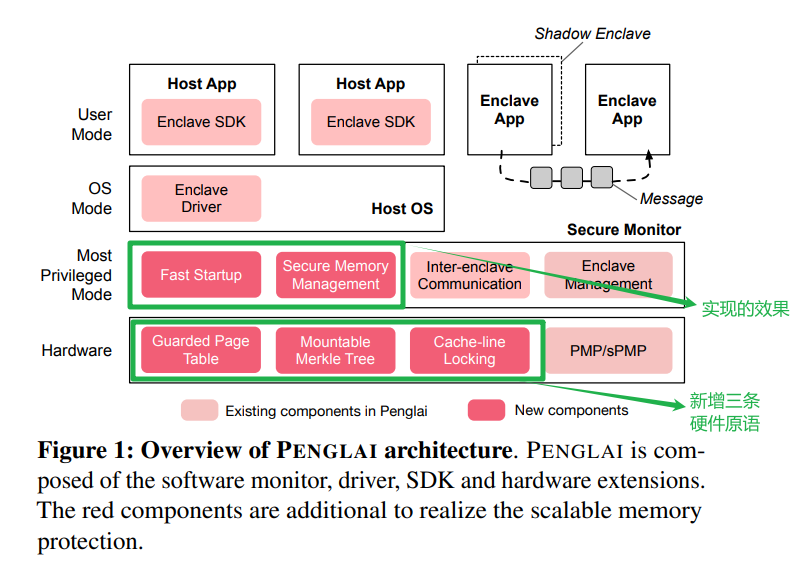 Shadow Enclave
Host App
Host App
Enclave SDK
Enclave SDK
Enclave
App
Enclave
App
User
Mode
OS
Mode
Enclave
Driver
Host OS
Message
Secure Monitor
Most
Privileged
Mode
Fast Startup
Secure Memory
Management
Inter-enclave
Communication
Enclave
Management
实现的效果
Hardware
Guarded Page
Table
Mountable
Merkle Tree
Cache-line
Locking
PMP/sPMP
新增三条
硬件原语
Existing components in Penglai
New components
Figure 1: Overview of PENGLAI architecture. PENGLAI is com-
posed of the software monitor, driver, SDK and hardware extensions.
The red components are additional to realize the scalable memory
protection.